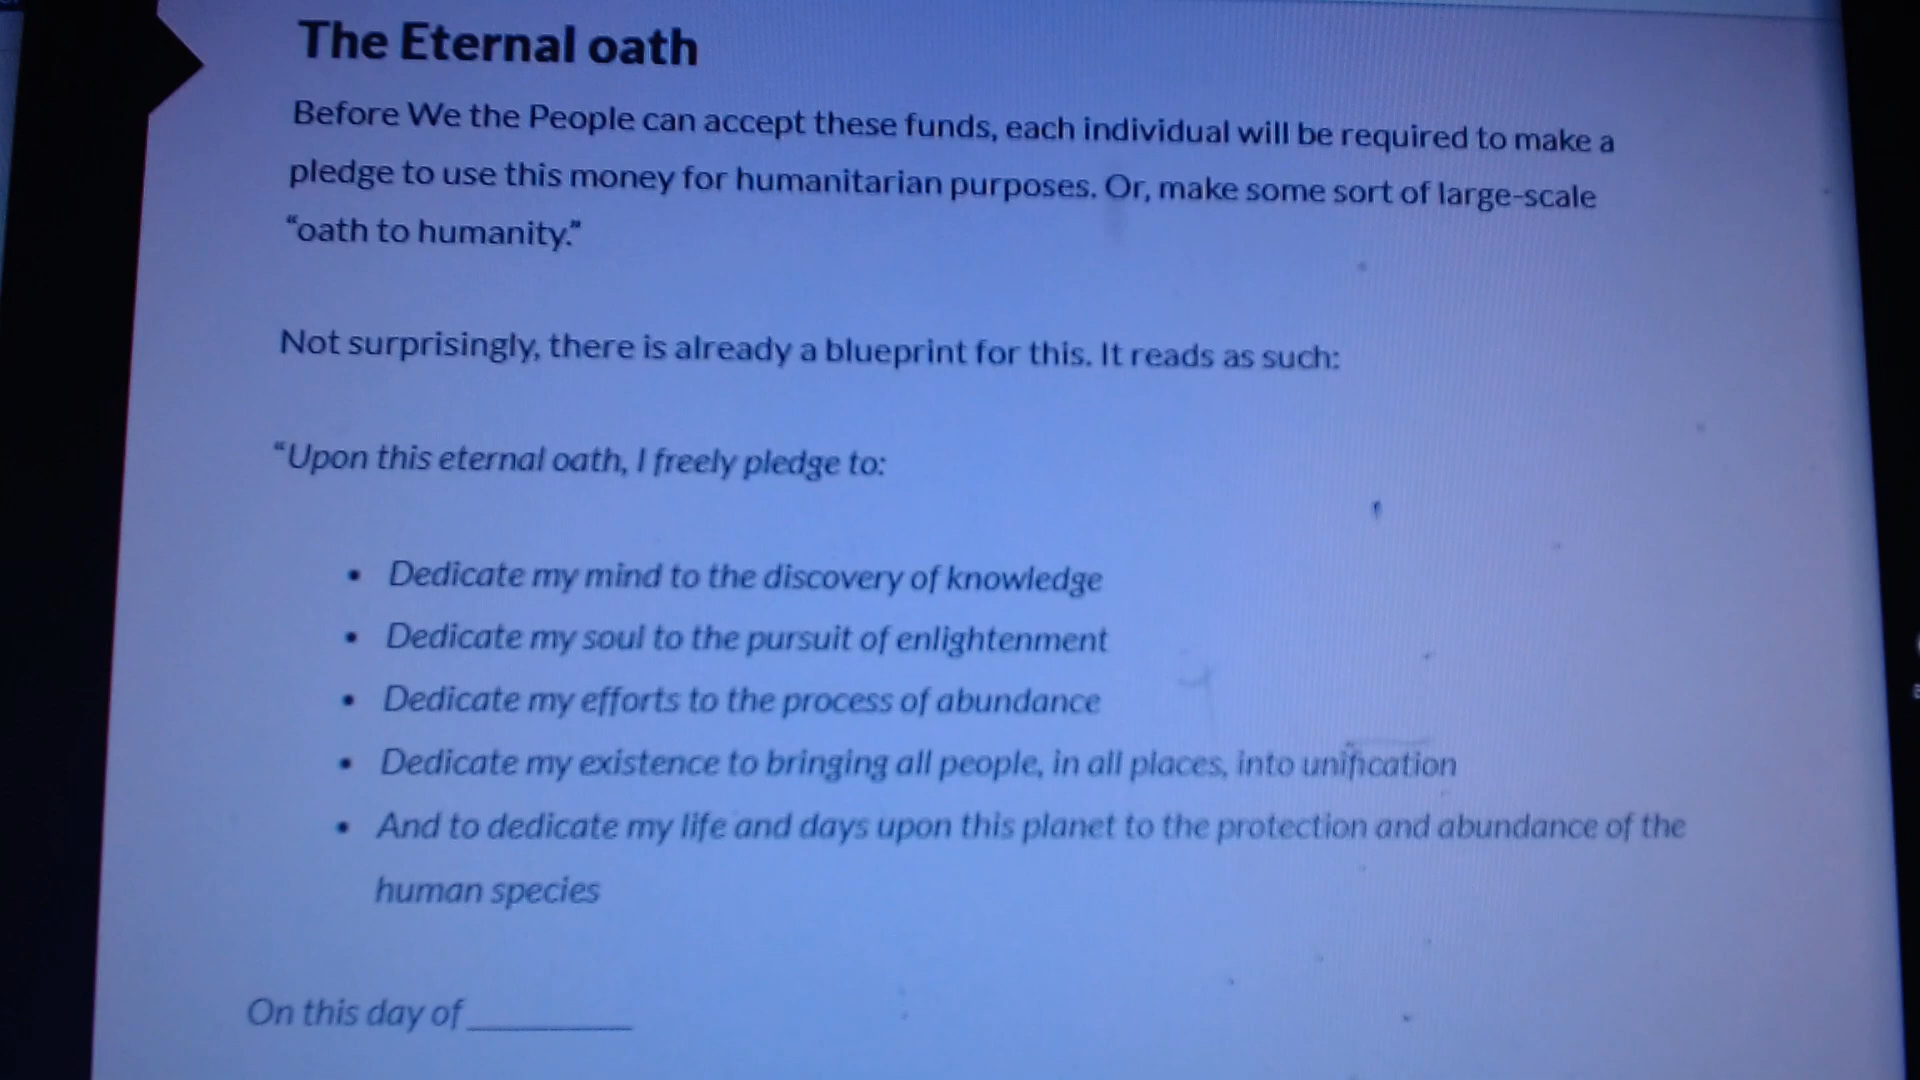 The Eternal oath
Before We the People can accept these funds, each individual will be required to make a
pledge to use this money for humanitarian purposes. Or, make some sort of large-scale
“oath to humanity.”
Not surprisingly, there is already a blueprint for this. It reads as such:
“Upon this eternal oath, I freely pledge to:
• Dedicate my mind to the discovery of knowledge
• Dedicate my soul to the pursuit of enlightenment
• Dedicate my efforts to the process of abundance
• Dedicate my existence to bringing all people, in all places, into unification
• And to dedicate my life and days upon this planet to the protection and abundance of the
human species
On this day of _________